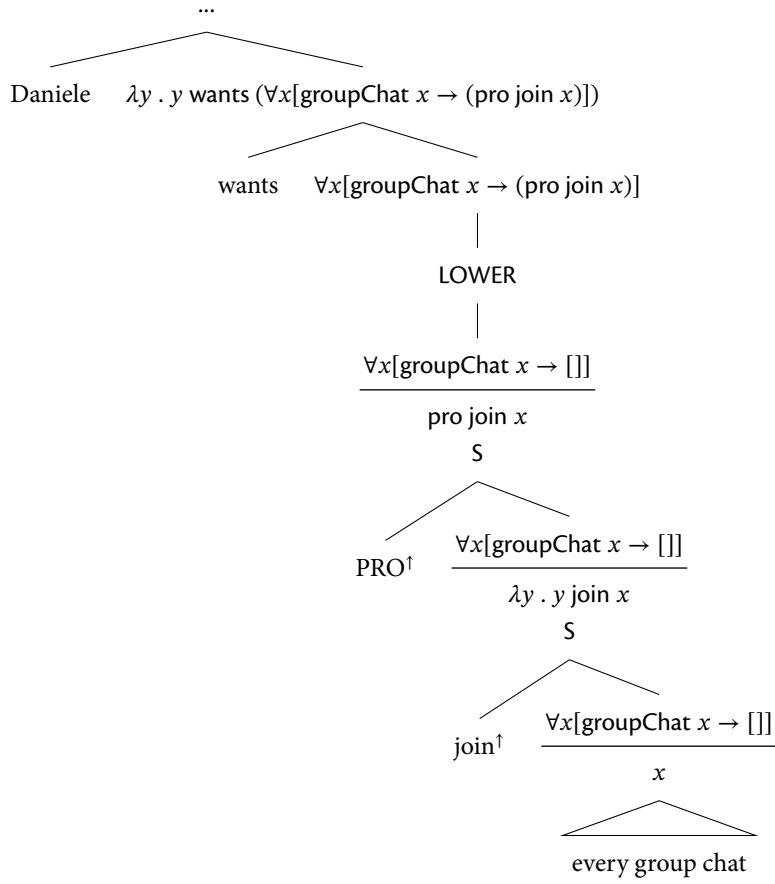 ...
Daniele λy . y wants (∀x[groupChat x → (pro join x)])
wants ∀x[groupChat x → (pro join x)]
LOWER
∀x[groupChat x → []]
pro join x
S
PRO↑ ∀x[groupChat x → []]
λy . y join x
S
join↑ ∀x[groupChat x → []]
x
every group chat